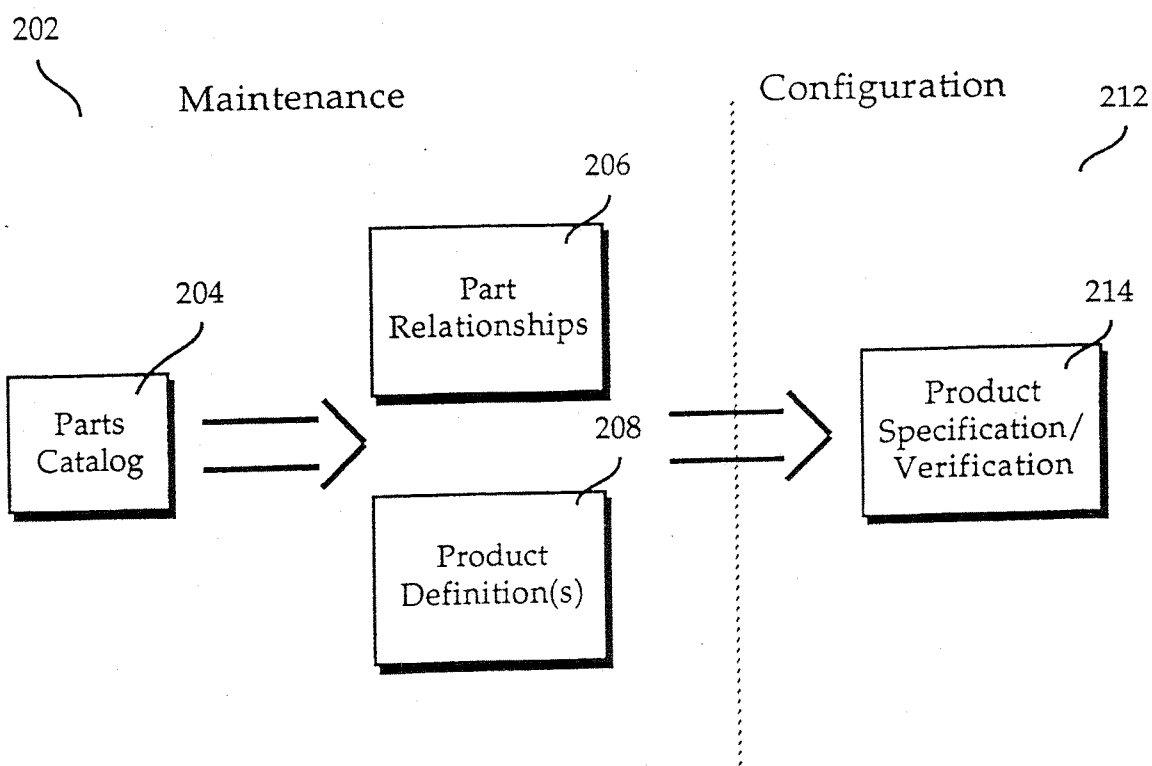 202
Maintenance
Configuration
212
206
Part
Relationships
204
Parts
Catalog
214
Product
Specification/
Verification
208
Product
Definition(s)